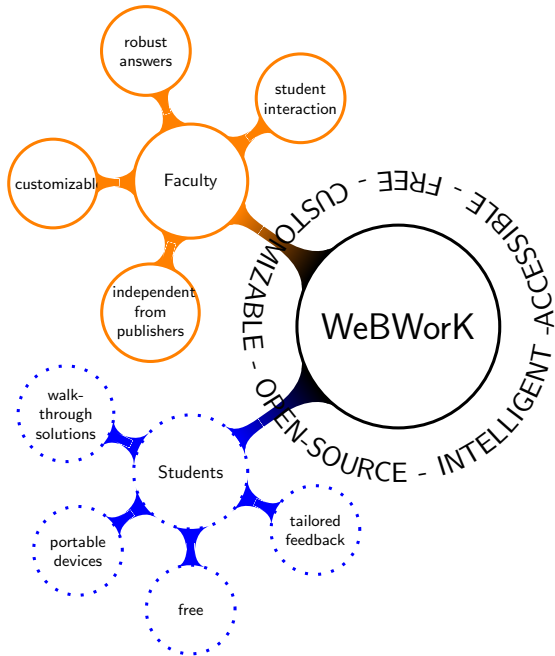 robust
answers
student
interaction
customizable
Faculty
independent
from
publishers
WeBWorK
CUSTOMIZABLE - OPEN-SOURCE - INTELLIGENT -ACCESSIBLE - FREE -
walk-
through
solutions
Students
tailored
feedback
portable
devices
free